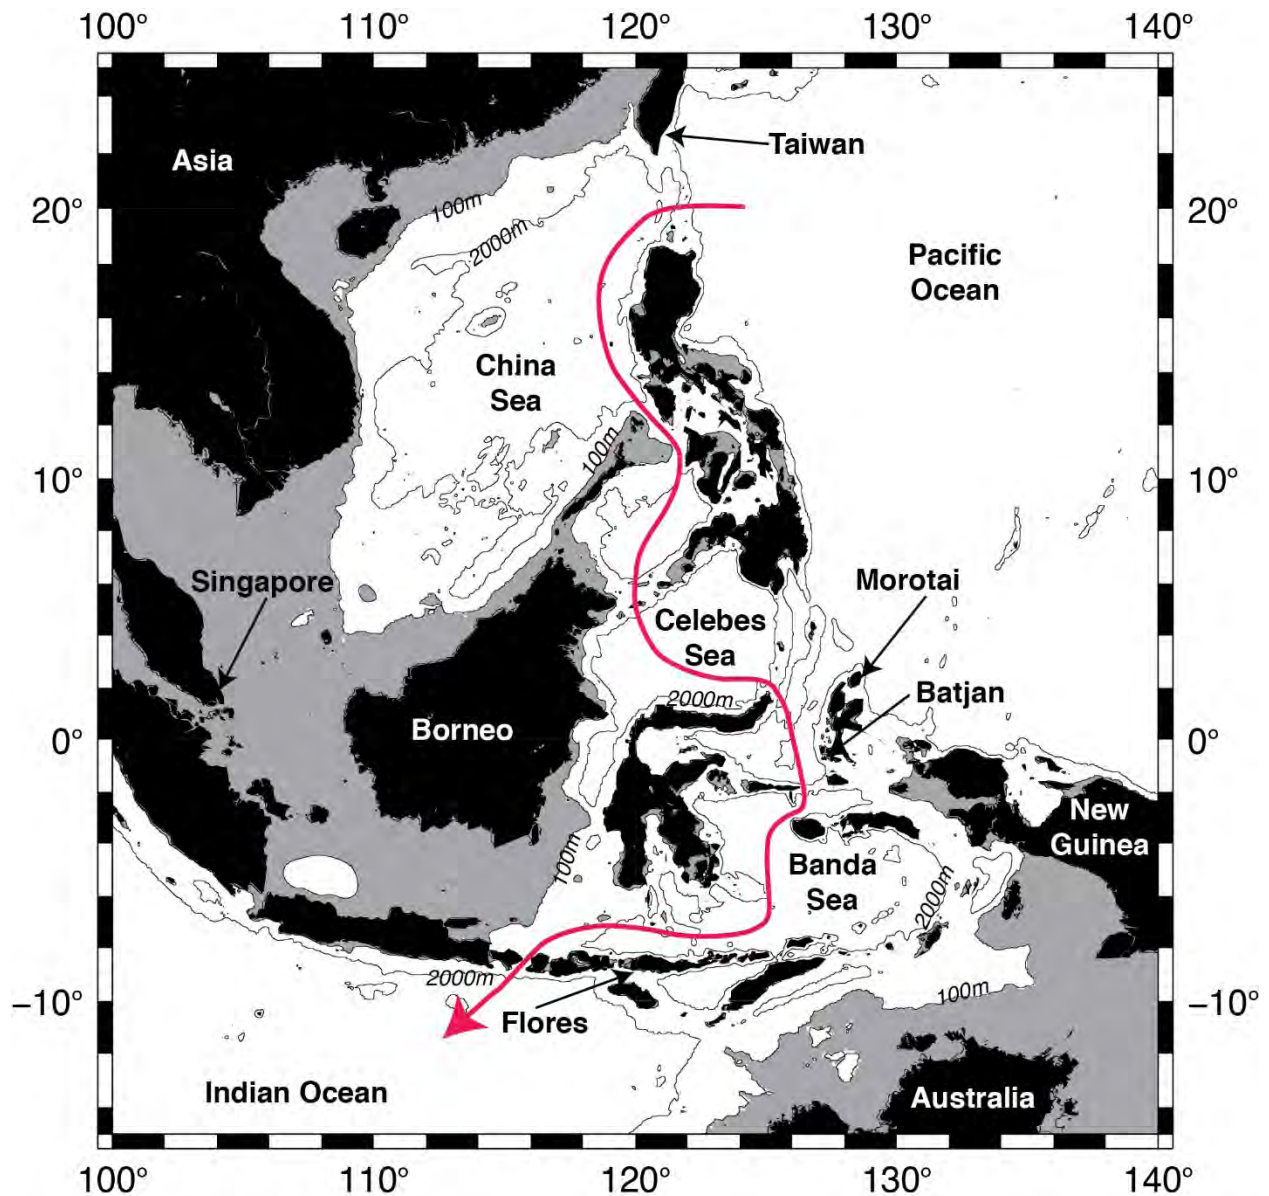 100° 110° 120° 130° 140°
Taiwan
Asia
100m
20° 20°
2000m
Pacific
Ocean
China
Sea
100m
10° 10°
Singapore
Morotai
Celebes
Sea
Batjan
2000m
Borneo
0° 0°
New
Guinea
100m
Banda
Sea
2000m
2000m
100m
−10° −10°
Flores
Indian Ocean
Australia
100° 110° 120° 130° 140°